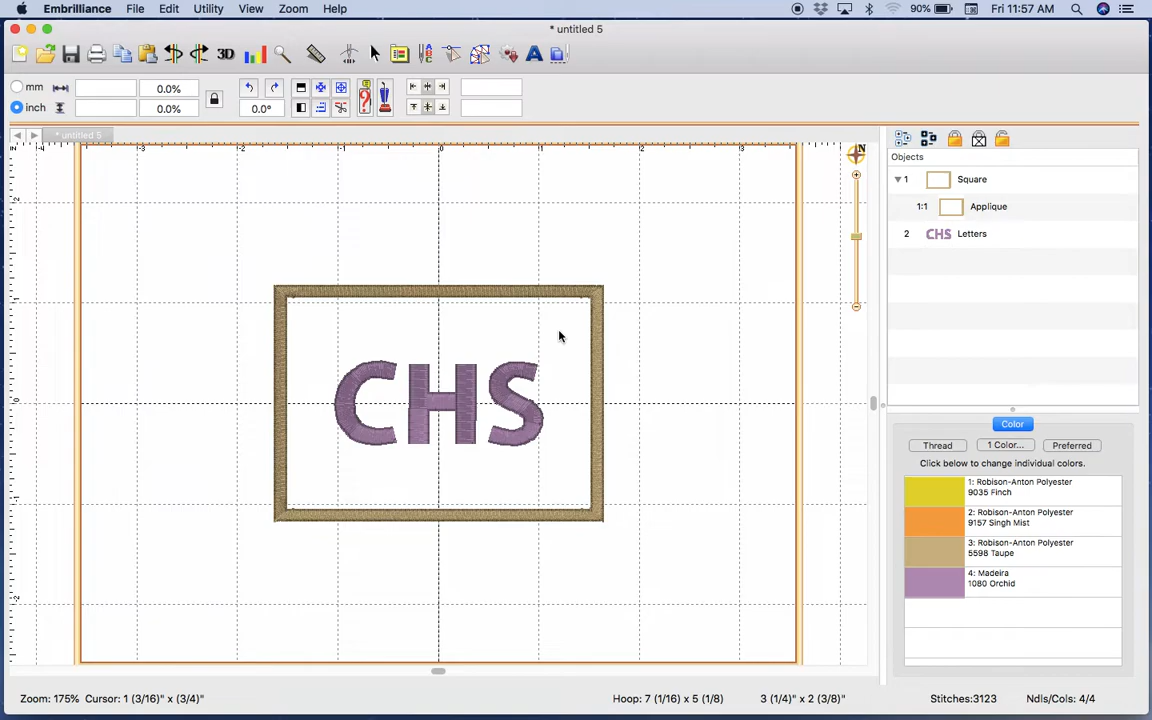 Embrilliance File Edit Utility View Zoom Help 90% Fri 11:57 AM
* untitled 5
3D A
mm 0.0%
inch 0.0% 0.0°
* untitled 5
N
Objects
1 Square
1:1 Applique
2 CHS Letters
CHS
Color
Thread 1 Color... Preferred
Click below to change individual colors.
1: Robison-Anton Polyester
9035 Finch
2: Robison-Anton Polyester
9157 Singh Mist
3: Robison-Anton Polyester
5598 Taupe
4: Madeira
1080 Orchid
Zoom: 175% Cursor: 1 (3/16)" x (3/4)" Hoop: 7 (1/16) x 5 (1/8) 3 (1/4)" x 2 (3/8)" Stitches:3123 Ndls/Cols: 4/4